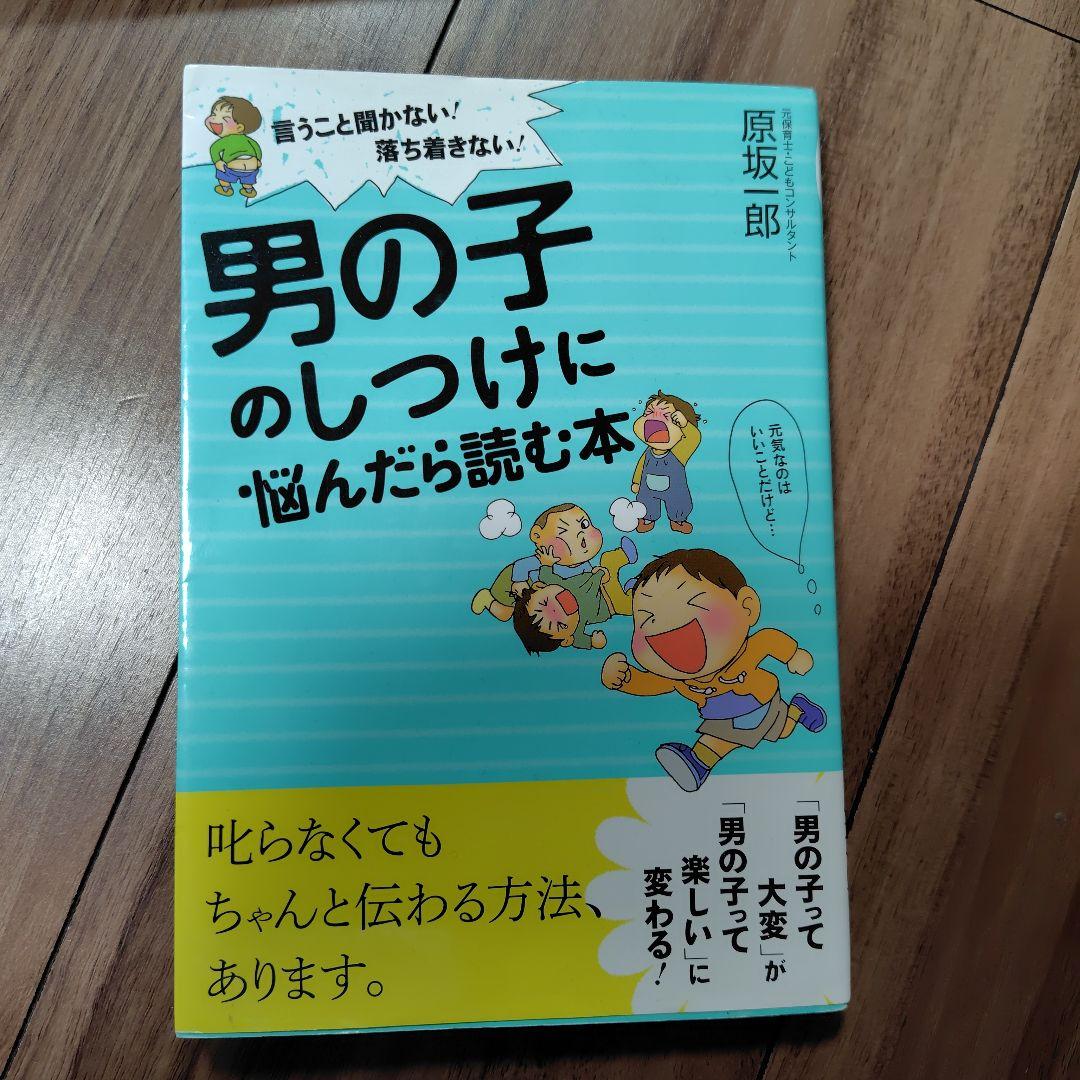 言うこと聞かない!
落ち着きない!
男の子
のしつけに
悩んだら読む本
元保育士・こどもコンサルタント
原坂一郎
元気なのは
いいことだけど…
叱らなくても
ちゃんと伝わる方法、
あります。
「男の子って
大変」が
「男の子って
楽しい」に
変わる!